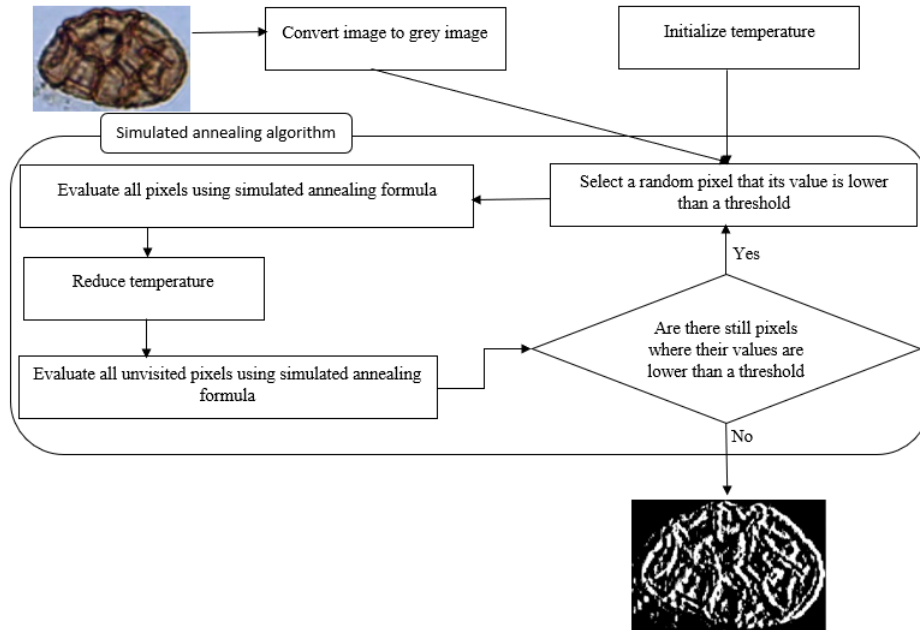 Convert image to grey image
Initialize temperature
Simulated annealing algorithm
Evaluate all pixels using simulated annealing formula
Select a random pixel that its value is lower
than a threshold
Yes
Reduce temperature
Are there still pixels
where their values are
lower than a threshold
Evaluate all unvisited pixels using simulated annealing
formula
No